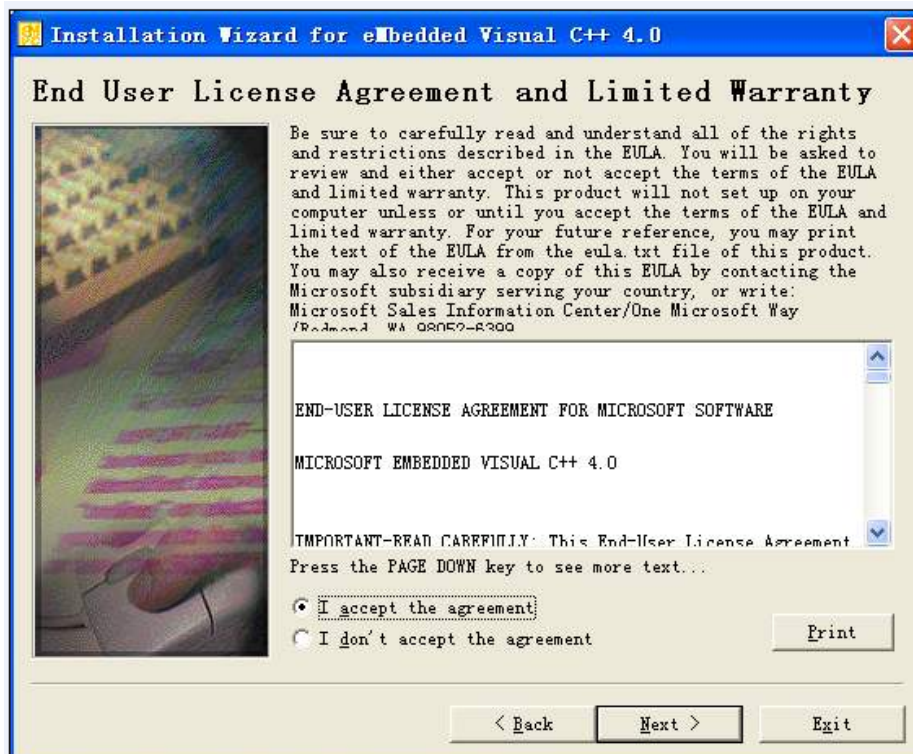 Installation Wizard for eMbedded Visual C++ 4.0
End User License Agreement and Limited Warranty
Be sure to carefully read and understand all of the rights
and restrictions described in the EULA. You will be asked to
review and either accept or not accept the terms of the EULA
and limited warranty. This product will not set up on your
computer unless or until you accept the terms of the EULA and
limited warranty. For your future reference, you may print
the text of the EULA from the eula.txt file of this product.
You may also receive a copy of this EULA by contacting the
Microsoft subsidiary serving your country, or write:
Microsoft Sales Information Center/One Microsoft Way
/Redmond, WA 98052-6399
END-USER LICENSE AGREEMENT FOR MICROSOFT SOFTWARE
MICROSOFT EMBEDDED VISUAL C++ 4.0
IMPORTANT-READ CAREFULLY: This End-User License Agreement
Press the PAGE DOWN key to see more text...
I accept the agreement
I don't accept the agreement
Print
< Back
Next >
Exit